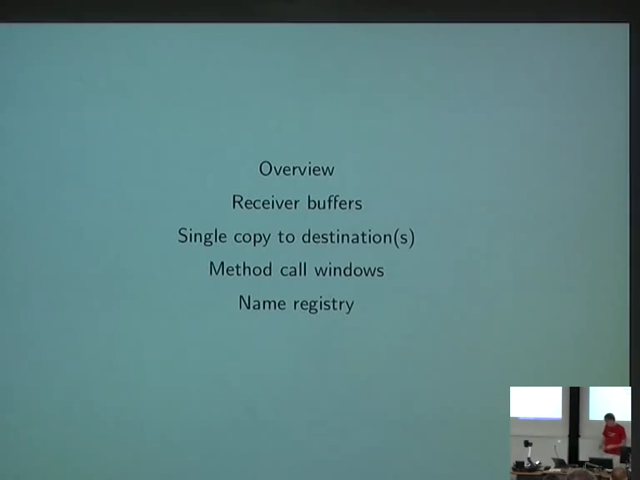 Overview
Receiver buffers
Single copy to destination(s)
Method call windows
Name registry